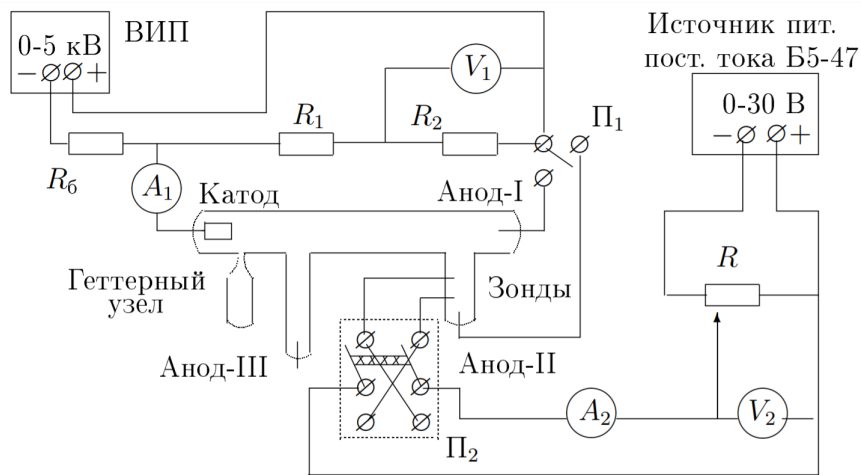 ВИП
0-5 кВ
− +
Источник пит.
пост. тока Б5-47
0-30 В
− +
V₁
R₁
R₂
П₁
Rб
A₁
Катод
Анод-I
R
Геттерный
узел
Зонды
Анод-III
Анод-II
A₂
V₂
П₂